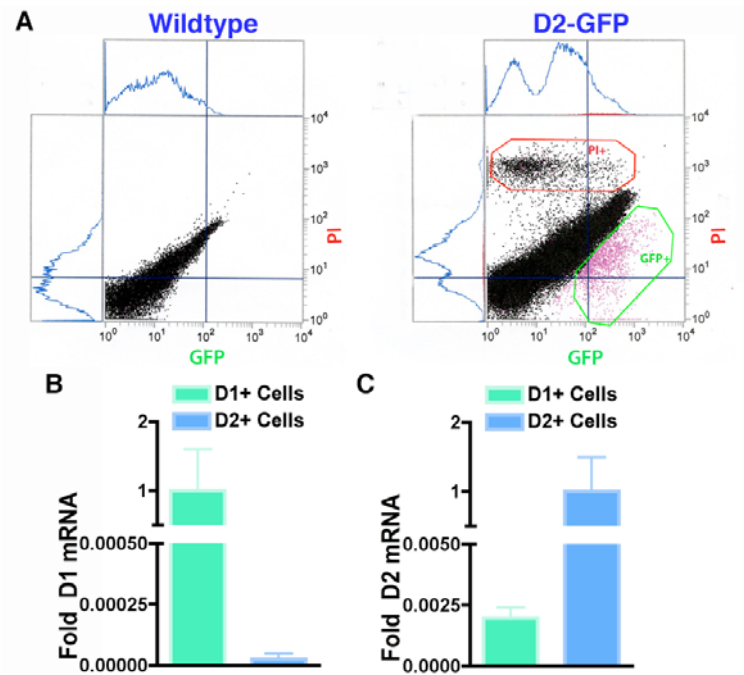 A
Wildtype
D2-GFP
10⁴
10³
10²
10¹
10⁰
PI
10⁰ 10¹ 10² 10³ 10⁴
GFP
PI+
GFP+
10⁴
10³
10²
10¹
10⁰
PI
10⁰ 10¹ 10² 10³ 10⁴
GFP
B
D1+ Cells
D2+ Cells
Fold D1 mRNA
2
1
0.00050
0.00025
0.00000
C
D1+ Cells
D2+ Cells
Fold D2 mRNA
2
1
0.0050
0.0025
0.0000